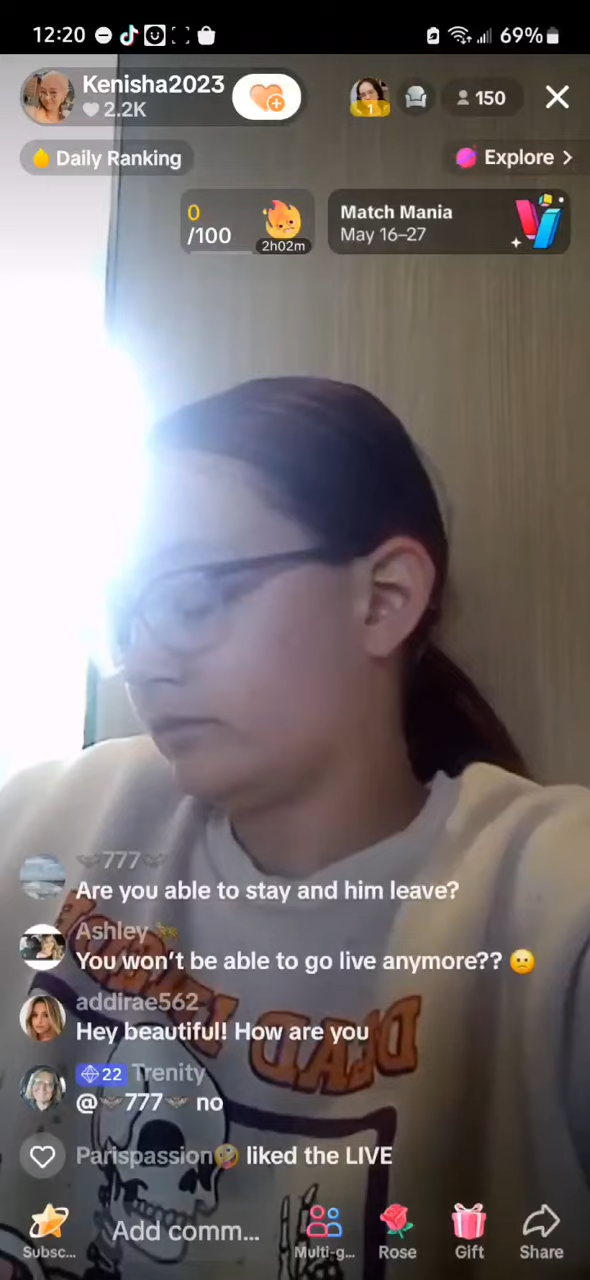 12:20
69%
Kenisha2023
2.2K
1
150
Daily Ranking
Explore >
0
/100
2h02m
Match Mania
May 16–27
777
Are you able to stay and him leave?
Ashley
You won't be able to go live anymore?? 🙁
addirae562
Hey beautiful! How are you
DEAD
22 Trenity
@777 no
Parispassion🤪 liked the LIVE
Subsc...
Add comm...
Multi-g...
Rose
Gift
Share